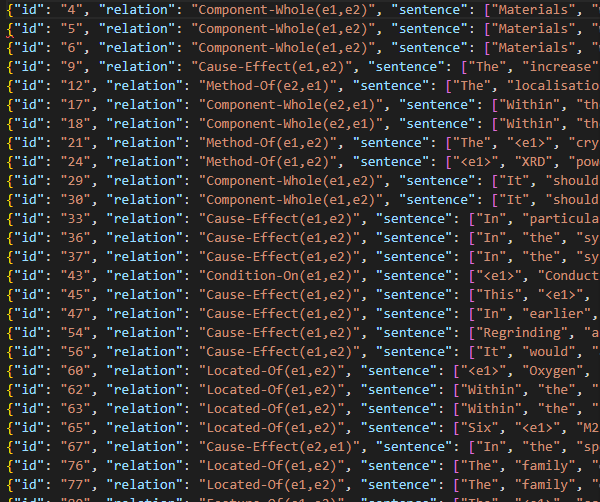 {"id": "4", "relation": "Component-Whole(e1,e2)", "sentence": ["Materials", "
{"id": "5", "relation": "Component-Whole(e1,e2)", "sentence": ["Materials", "
{"id": "6", "relation": "Component-Whole(e1,e2)", "sentence": ["Materials", "
{"id": "9", "relation": "Cause-Effect(e1,e2)", "sentence": ["The", "increase"
{"id": "12", "relation": "Method-Of(e2,e1)", "sentence": ["The", "localisatio
{"id": "17", "relation": "Component-Whole(e2,e1)", "sentence": ["Within", "th
{"id": "18", "relation": "Component-Whole(e2,e1)", "sentence": ["Within", "th
{"id": "21", "relation": "Method-Of(e1,e2)", "sentence": ["The", "<e1>", "cry
{"id": "24", "relation": "Method-Of(e1,e2)", "sentence": ["<e1>", "XRD", "pow
{"id": "29", "relation": "Component-Whole(e1,e2)", "sentence": ["It", "should
{"id": "30", "relation": "Component-Whole(e1,e2)", "sentence": ["It", "should
{"id": "33", "relation": "Cause-Effect(e1,e2)", "sentence": ["In", "particula
{"id": "36", "relation": "Cause-Effect(e1,e2)", "sentence": ["In", "the", "sy
{"id": "37", "relation": "Cause-Effect(e1,e2)", "sentence": ["In", "the", "sy
{"id": "43", "relation": "Condition-On(e1,e2)", "sentence": ["<e1>", "Conduct
{"id": "45", "relation": "Cause-Effect(e1,e2)", "sentence": ["This", "<e1>",
{"id": "47", "relation": "Cause-Effect(e1,e2)", "sentence": ["In", "earlier",
{"id": "54", "relation": "Cause-Effect(e1,e2)", "sentence": ["Regrinding", "a
{"id": "56", "relation": "Cause-Effect(e1,e2)", "sentence": ["It", "would", "
{"id": "60", "relation": "Located-Of(e1,e2)", "sentence": ["<e1>", "Oxygen",
{"id": "62", "relation": "Located-Of(e1,e2)", "sentence": ["Within", "the", "
{"id": "63", "relation": "Located-Of(e1,e2)", "sentence": ["Within", "the", "
{"id": "65", "relation": "Located-Of(e1,e2)", "sentence": ["Six", "<e1>", "M2
{"id": "67", "relation": "Cause-Effect(e2,e1)", "sentence": ["In", "the", "sp
{"id": "76", "relation": "Located-Of(e1,e2)", "sentence": ["The", "family", "
{"id": "77", "relation": "Located-Of(e1,e2)", "sentence": ["The", "family", "